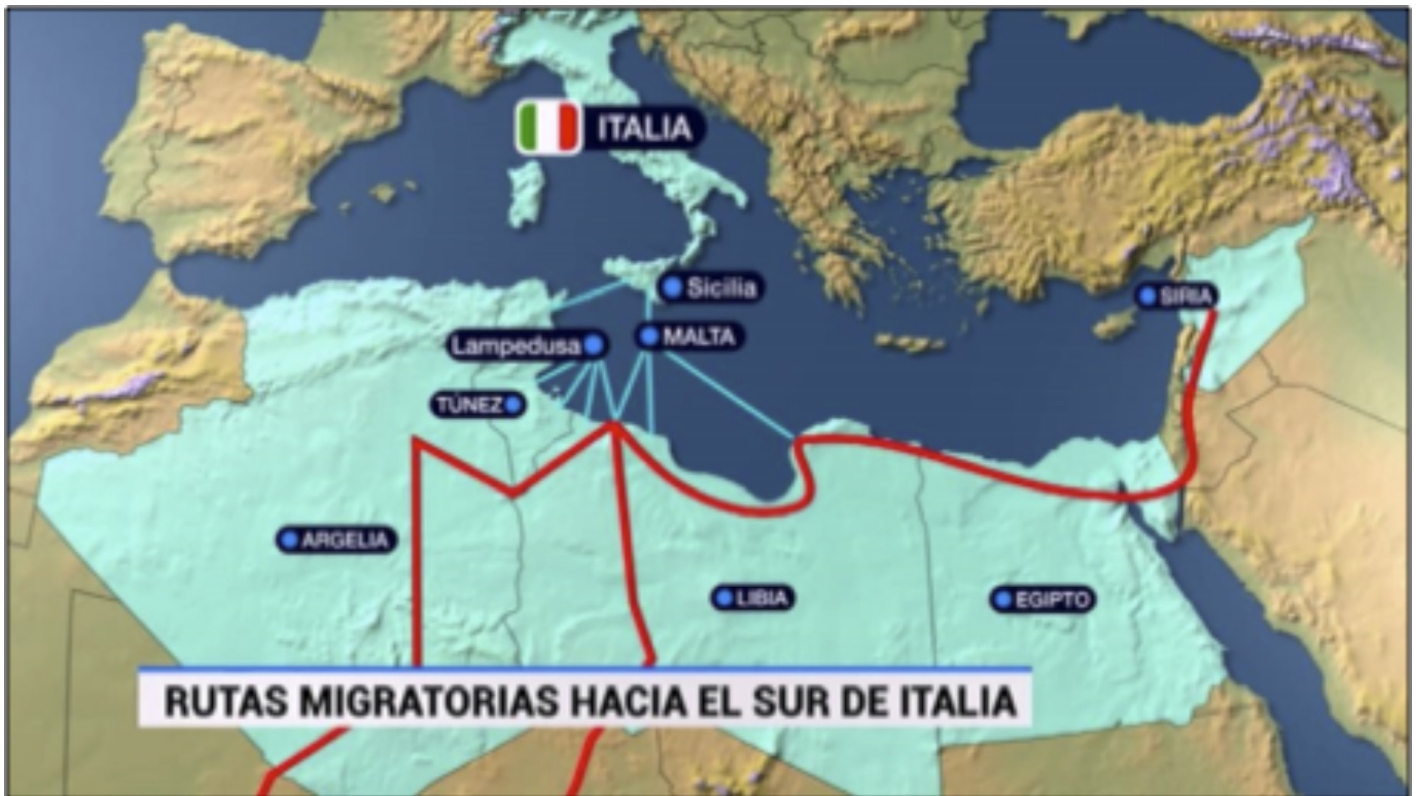 ITALIA
Sicilia
SIRIA
MALTA
Lampedusa
TÚNEZ
ARGELIA
LIBIA
EGIPTO
RUTAS MIGRATORIAS HACIA EL SUR DE ITALIA